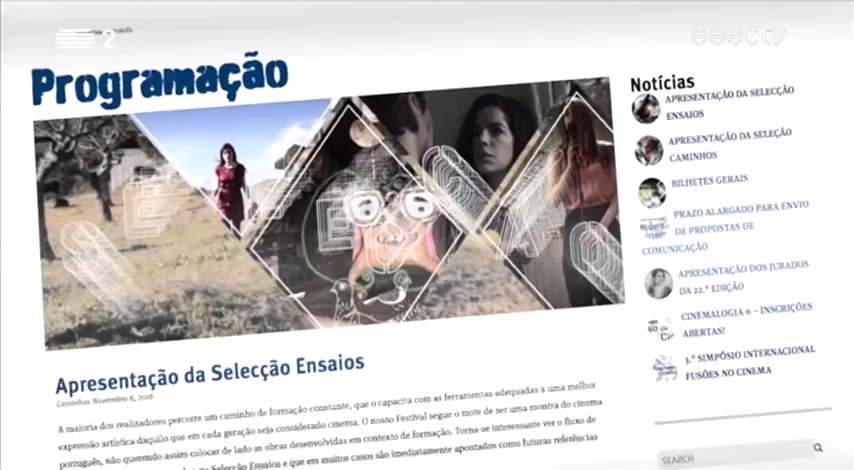 2
eeec tv
Programação
Notícias
APRESENTAÇÃO DA SELECÇÃO
ENSAIOS
APRESENTAÇÃO DA SELEÇÃO
CAMINHOS
BILHETES GERAIS
PRAZO ALARGADO PARA ENVIO
DE PROPOSTAS DE
COMUNICAÇÃO
APRESENTAÇÃO DOS JURADOS
DA 22.ª EDIÇÃO
CINEMALOGIA 6 – INSCRIÇÕES
ABERTAS!
3.º SIMPÓSIO INTERNACIONAL
FUSÕES NO CINEMA
SEARCH
Apresentação da Selecção Ensaios
Caminhos Novembro 6, 2016
A maioria dos realizadores percorre um caminho de formação constante, que o capacita com as ferramentas adequadas a uma melhor
expressão artística daquilo que em cada geração seja considerado cinema. O nosso Festival segue o mote de ser uma montra do cinema
português, não querendo assim colocar de lado as obras desenvolvidas em contexto de formação. Torna-se interessante ver o fluxo de
Selecção Ensaios e que em muitos casos são imediatamente apontados como futuras referências